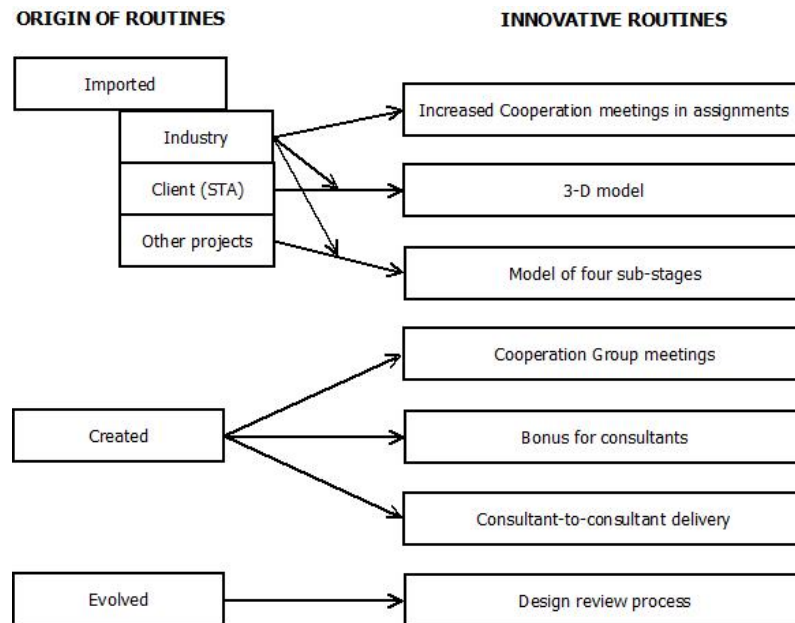 ORIGIN OF ROUTINES
INNOVATIVE ROUTINES
Imported
Industry
Client (STA)
Other projects
Increased Cooperation meetings in assignments
3-D model
Model of four sub-stages
Created
Cooperation Group meetings
Bonus for consultants
Consultant-to-consultant delivery
Evolved
Design review process